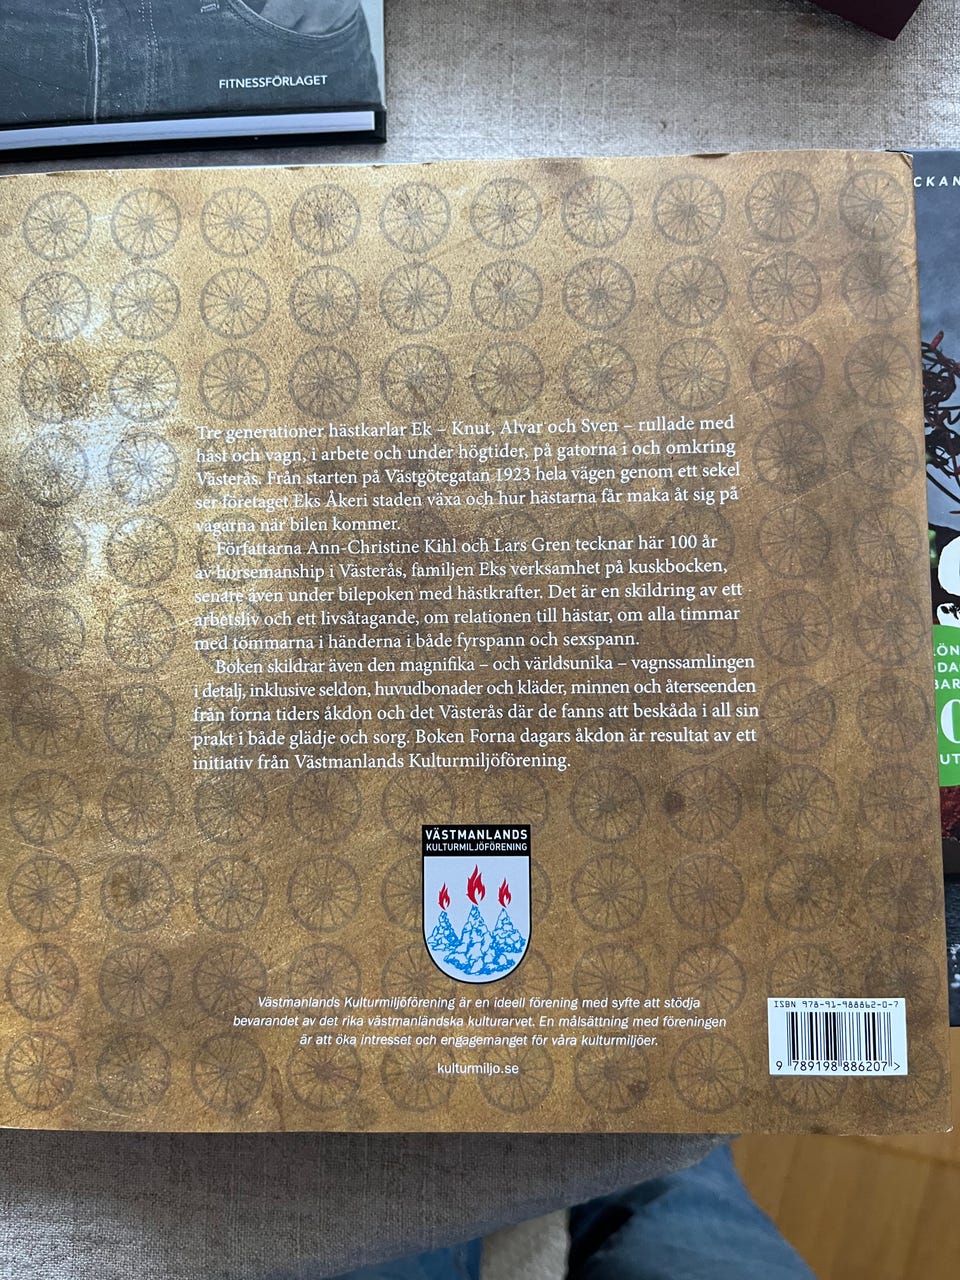 FITNESSFÖRLAGET
Tre generationer hästkarlar Ek – Knut, Alvar och Sven – rullade med
häst och vagn, i arbete och under högtider, på gatorna i och omkring
Västerås. Från starten på Västgötegatan 1923 hela vägen genom ett sekel
ser företaget Eks Åkeri staden växa och hur hästarna får maka åt sig på
vägarna när bilen kommer.
Författarna Ann-Christine Kihl och Lars Gren tecknar här 100 år
av horsemanship i Västerås, familjen Eks verksamhet på kuskbocken,
senare även under bilepoken med hästkrafter. Det är en skildring av ett
arbetsliv och ett livsåtagande, om relationen till hästar, om alla timmar
med tömmarna i händerna i både fyrspann och sexspann.
Boken skildrar även den magnifika – och världsunika – vagnssamlingen
i detalj, inklusive seldon, huvudbonader och kläder, minnen och återseenden
från forna tiders åkdon och det Västerås där de fanns att beskåda i all sin
prakt i både glädje och sorg. Boken Forna dagars åkdon är resultat av ett
initiativ från Västmanlands Kulturmiljöförening.
VÄSTMANLANDS
KULTURMILJÖFÖRENING
Västmanlands Kulturmiljöförening är en ideell förening med syfte att stödja
bevarandet av det rika västmanländska kulturarvet. En målsättning med föreningen
är att öka intresset och engagemanget för våra kulturmiljöer.
kulturmiljo.se
ISBN 978-91-988862-0-7
9 789198 886207 >
CKAN
LÖN
DA
BAR
UT